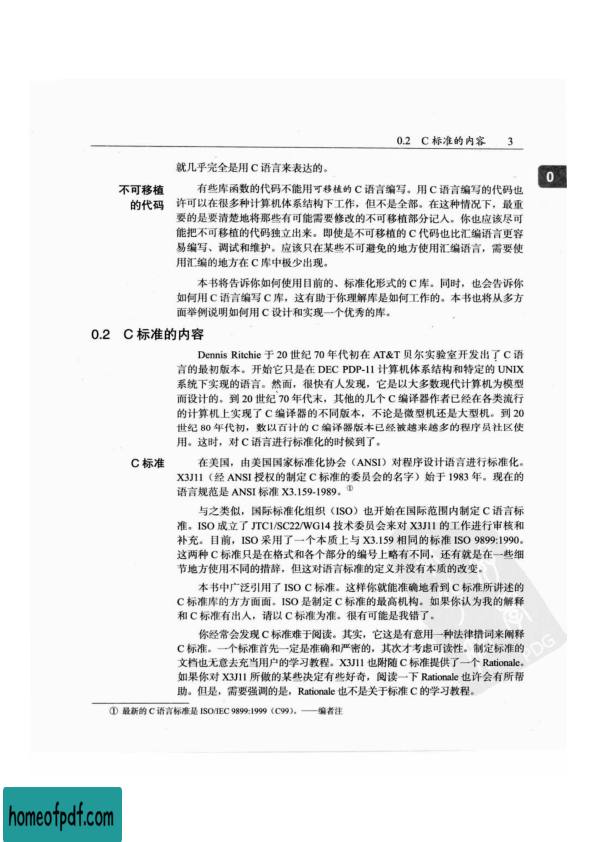 0.2 C 标准的内容 3
0
就几乎完全是用 C 语言来表达的。
不可移植
的代码
有些库函数的代码不能用可移植的 C 语言编写。用 C 语言编写的代码也
许可以在很多种计算机体系结构下工作，但不是全部。在这种情况下，最重
要的是要清楚地将那些有可能需要修改的不可移植部分记入。你也应该尽可
能把不可移植的代码独立出来。即使是不可移植的 C 代码也比汇编语言更容
易编写、调试和维护。应该只在某些不可避免的地方使用汇编语言，需要使
用汇编的地方在 C 库中极少出现。
本书将告诉你如何使用目前的、标准化形式的 C 库。同时，也会告诉你
如何用 C 语言编写 C 库，这有助于你理解库是如何工作的。本书也将从多方
面举例说明如何用 C 设计和实现一个优秀的库。
0.2 C 标准的内容
Dennis Ritchie 于 20 世纪 70 年代初在 AT&T 贝尔实验室开发出了 C 语
言的最初版本。开始它只是在 DEC PDP-11 计算机体系结构和特定的 UNIX
系统下实现的语言。然而，很快有人发现，它是以大多数现代计算机为模型
而设计的。到 20 世纪 70 年代末，其他的几个 C 编译器作者已经在各类流行
的计算机上实现了 C 编译器的不同版本，不论是微型机还是大型机。到 20
世纪 80 年代初，数以百计的 C 编译器版本已经被越来越多的程序员社区使
用。这时，对 C 语言进行标准化的时候到了。
C 标准
在美国，由美国国家标准化协会（ANSI）对程序设计语言进行标准化。
X3J11（经 ANSI 授权的制定 C 标准的委员会的名字）始于 1983 年。现在的
语言规范是 ANSI 标准 X3.159-1989。①
与之类似，国际标准化组织（ISO）也开始在国际范围内制定 C 语言标
准。ISO 成立了 JTC1/SC22/WG14 技术委员会来对 X3J11 的工作进行审核和
补充。目前，ISO 采用了一个本质上与 X3.159 相同的标准 ISO 9899:1990。
这两种 C 标准只是在格式和各个部分的编号上略有不同，还有就是在一些细
节地方使用不同的措辞，但这对语言标准的定义并没有本质的改变。
本书中广泛引用了 ISO C 标准。这样你就能准确地看到 C 标准所讲述的
C 标准库的方方面面。ISO 是制定 C 标准的最高机构。如果你认为我的解释
和 C 标准有出入，请以 C 标准为准。很有可能是我错了。
你经常会发现 C 标准难于阅读。其实，它这是有意用一种法律措词来阐释
C 标准。一个标准首先一定是准确和严密的，其次才考虑可读性。制定标准的
文档也无意去充当用户的学习教程。X3J11 也附随 C 标准提供了一个 Rationale。
如果你对 X3J11 所做的某些决定有些好奇，阅读一下 Rationale 也许会有所帮
助。但是，需要强调的是，Rationale 也不是关于标准 C 的学习教程。
① 最新的 C 语言标准是 ISO/IEC 9899:1999（C99）。——编者注
homeofpdf.com